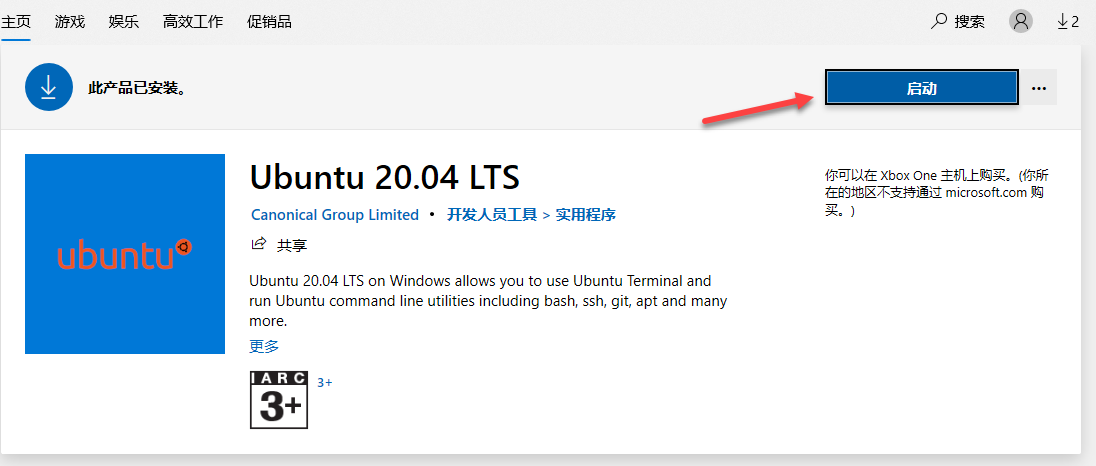 主页 游戏 娱乐 高效工作 促销品 搜索 2
此产品已安装。 启动 ...
ubuntu
Ubuntu 20.04 LTS
Canonical Group Limited • 开发人员工具 > 实用程序
共享
Ubuntu 20.04 LTS on Windows allows you to use Ubuntu Terminal and
run Ubuntu command line utilities including bash, ssh, git, apt and many
more.
更多
IARC
3+
3+
你可以在 Xbox One 主机上购买。(你所
在的地区不支持通过 microsoft.com 购
买。)